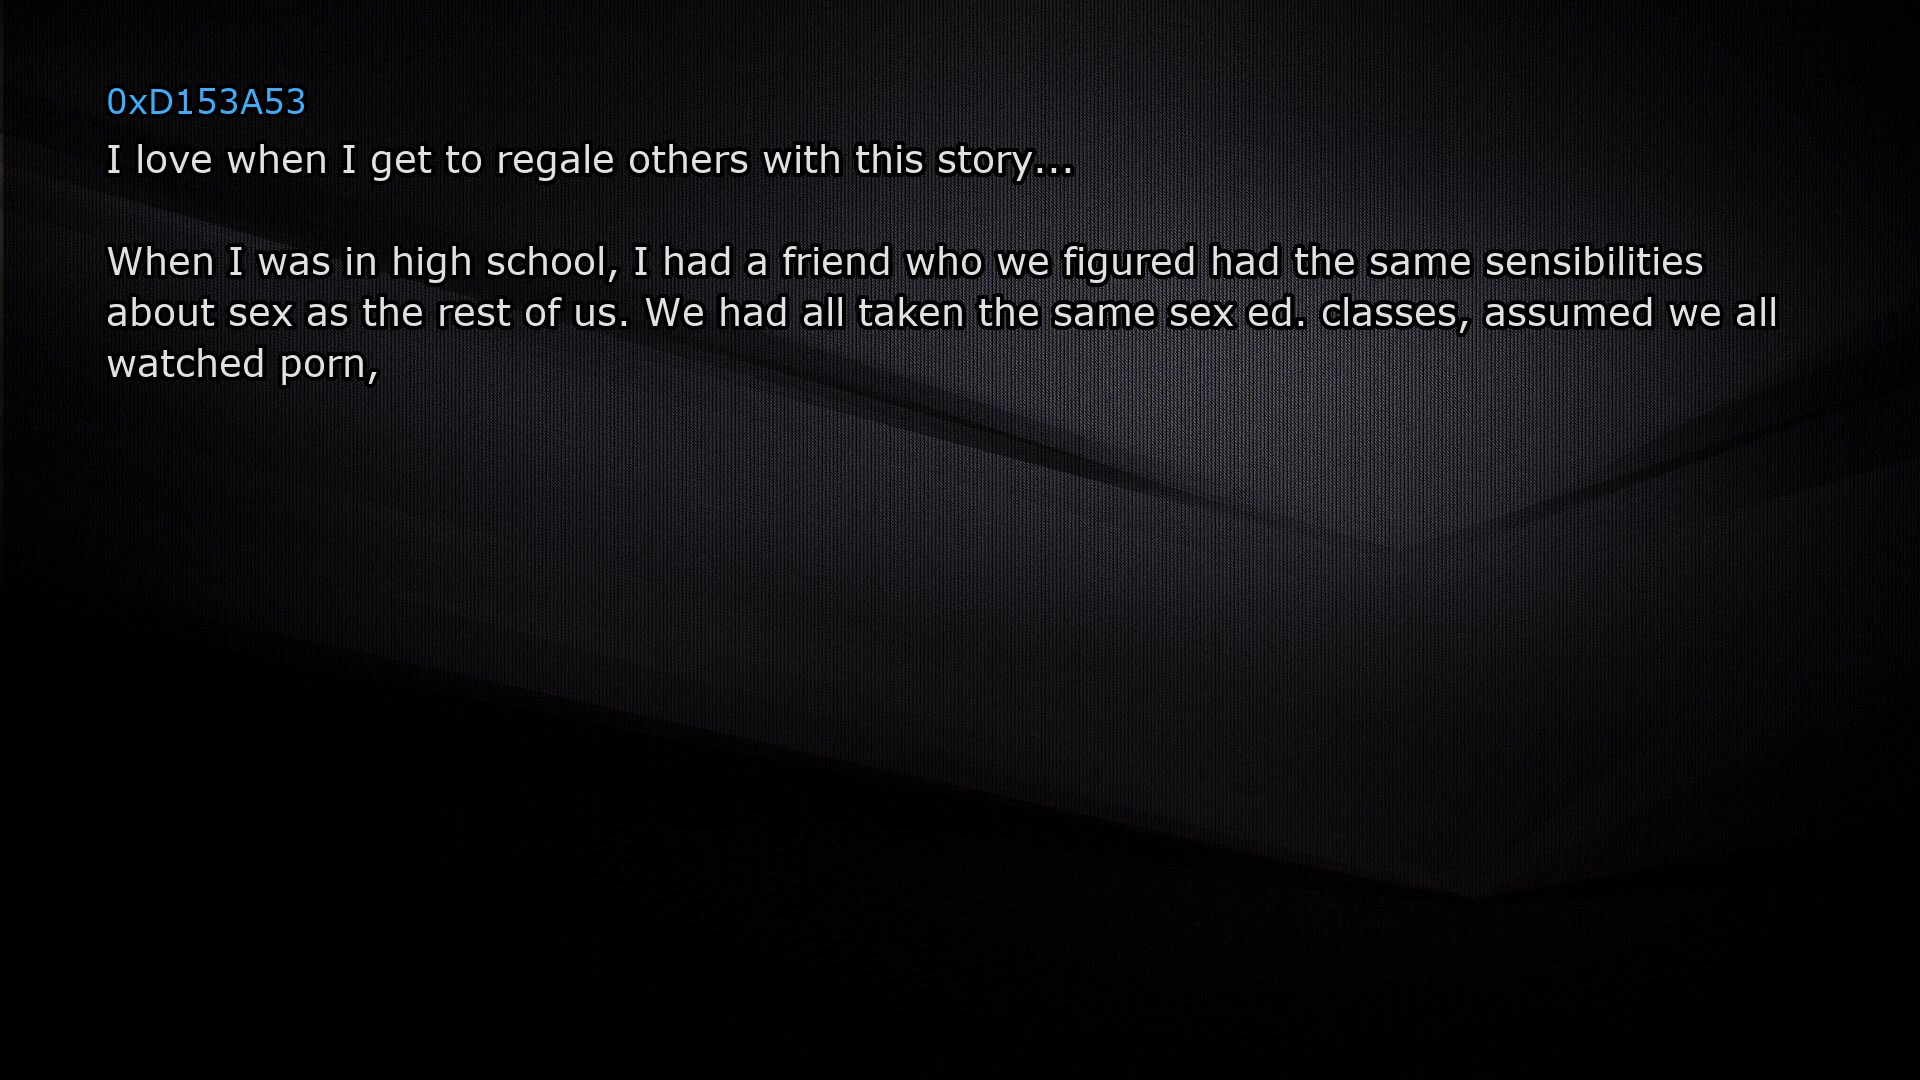 0xD153A53
I love when I get to regale others with this story...
When I was in high school, I had a friend who we figured had the same sensibilities
about sex as the rest of us. We had all taken the same sex ed. classes, assumed we all
watched porn,